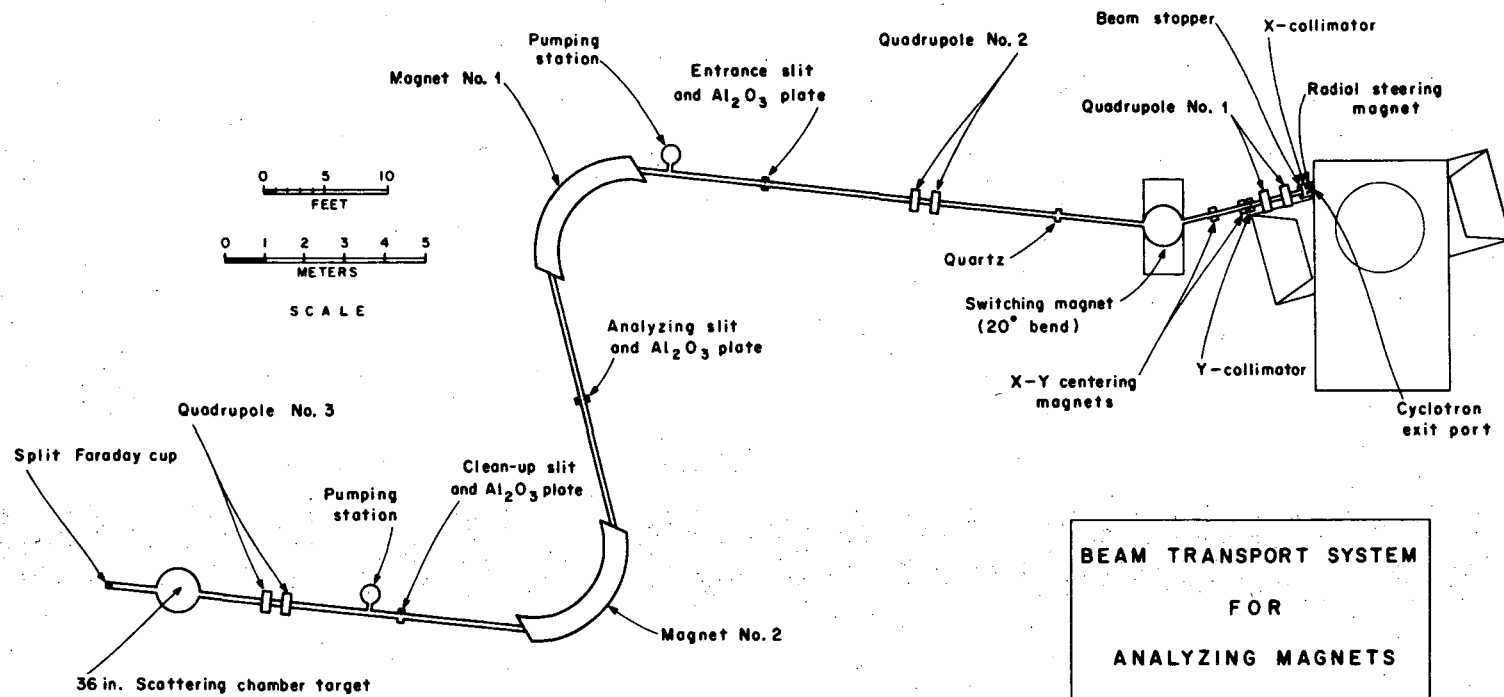 Beam stopper
X-collimator
Pumping
station
Quadrupole No. 2
Magnet No. 1
Entrance slit
and Al₂O₃ plate
Quadrupole No. 1
Radial steering
magnet
0 5 10
FEET
0 1 2 3 4 5
METERS
SCALE
Quartz
Switching magnet
(20° bend)
X-Y centering
magnets
Y-collimator
Cyclotron
exit port
Analyzing slit
and Al₂O₃ plate
Quadrupole No. 3
Split Faraday cup
Pumping
station
Clean-up slit
and Al₂O₃ plate
Magnet No. 2
36 in. Scattering chamber target
BEAM TRANSPORT SYSTEM
FOR
ANALYZING MAGNETS